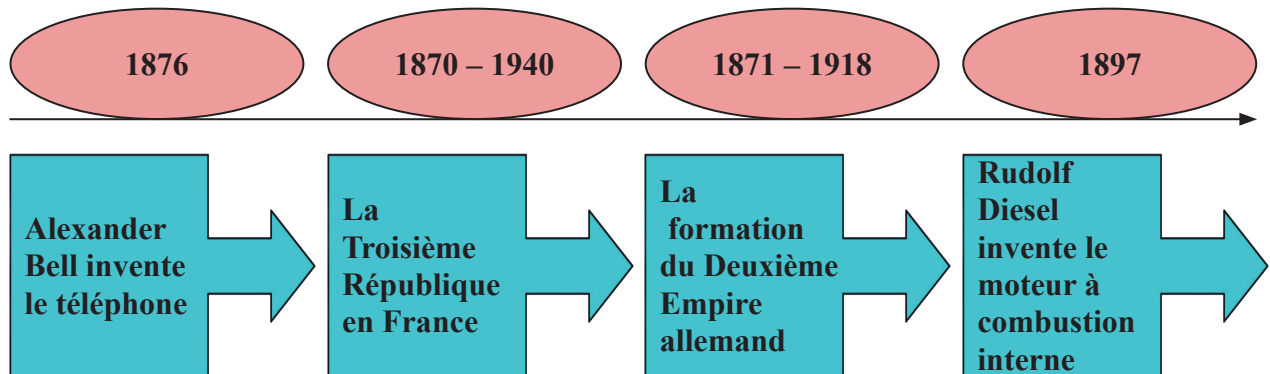 1876
1870 – 1940
1871 – 1918
1897
Alexander
Bell invente
le téléphone
La
Troisième
République
en France
La
formation
du Deuxième
Empire
allemand
Rudolf
Diesel
invente le
moteur à
combustion
interne